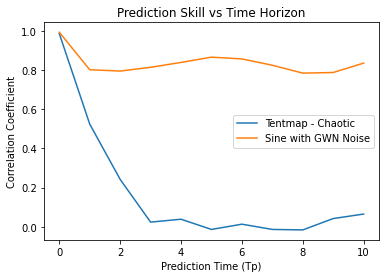 Prediction Skill vs Time Horizon
1.0
0.8
0.6
0.4
0.2
0.0
Correlation Coefficient
Tentmap - Chaotic
Sine with GWN Noise
0 2 4 6 8 10
Prediction Time (Tp)